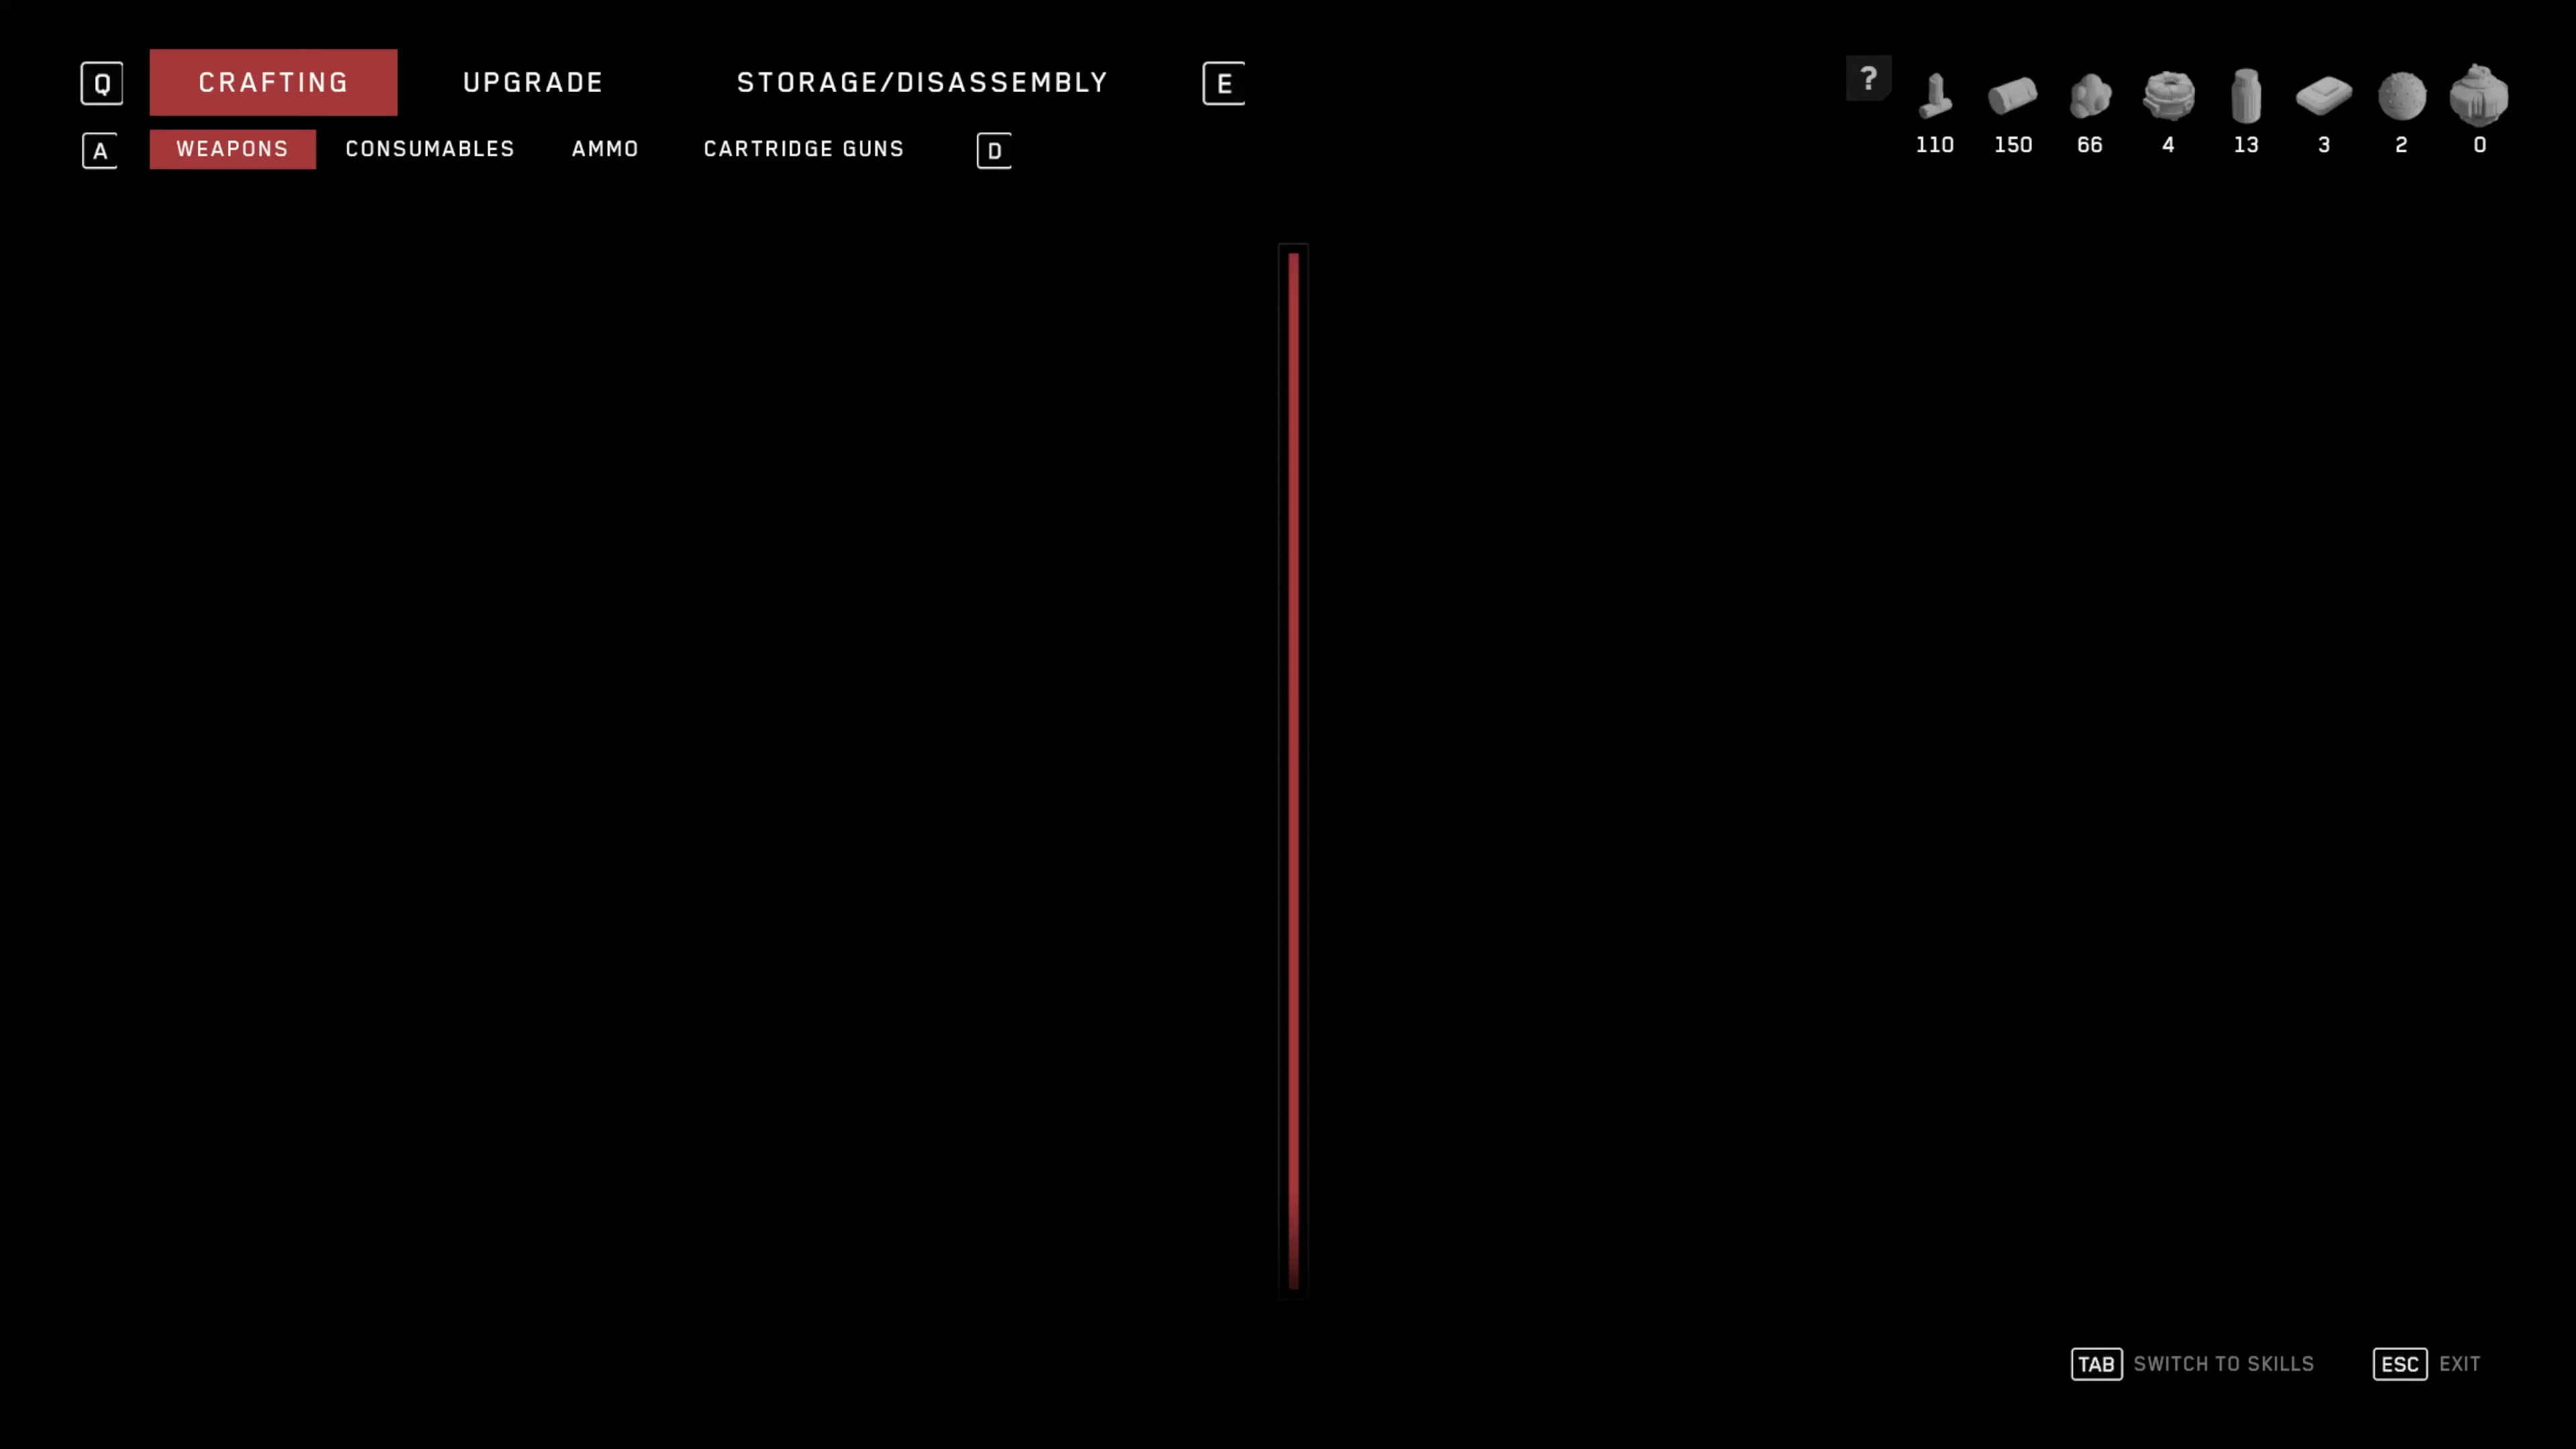 Q CRAFTING UPGRADE STORAGE/DISASSEMBLY E ?
A WEAPONS CONSUMABLES AMMO CARTRIDGE GUNS D
110 150 66 4 13 3 2 0
TAB SWITCH TO SKILLS ESC EXIT